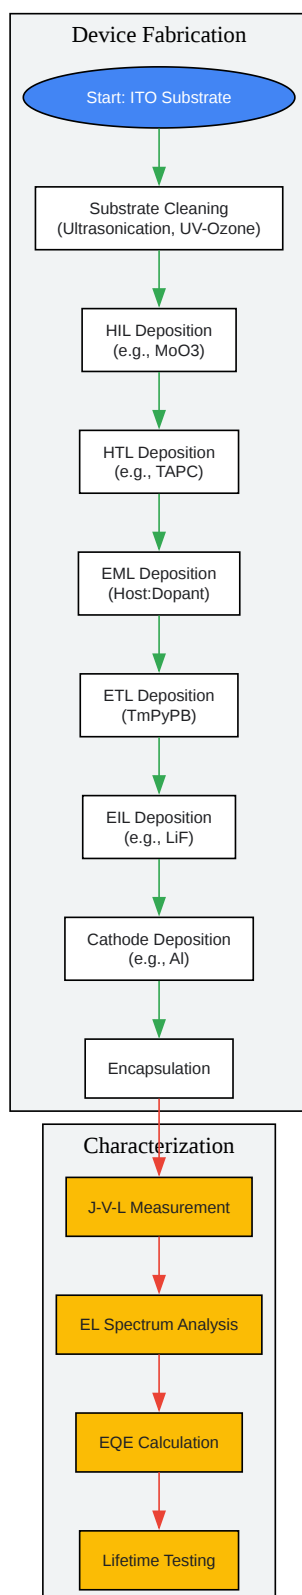 Device Fabrication
Start: ITO Substrate
Substrate Cleaning
(Ultrasonication, UV-Ozone)
HIL Deposition
(e.g., MoO3)
HTL Deposition
(e.g., TAPC)
EML Deposition
(Host:Dopant)
ETL Deposition
(TmPyPB)
EIL Deposition
(e.g., LiF)
Cathode Deposition
(e.g., Al)
Encapsulation
Characterization
J-V-L Measurement
EL Spectrum Analysis
EQE Calculation
Lifetime Testing